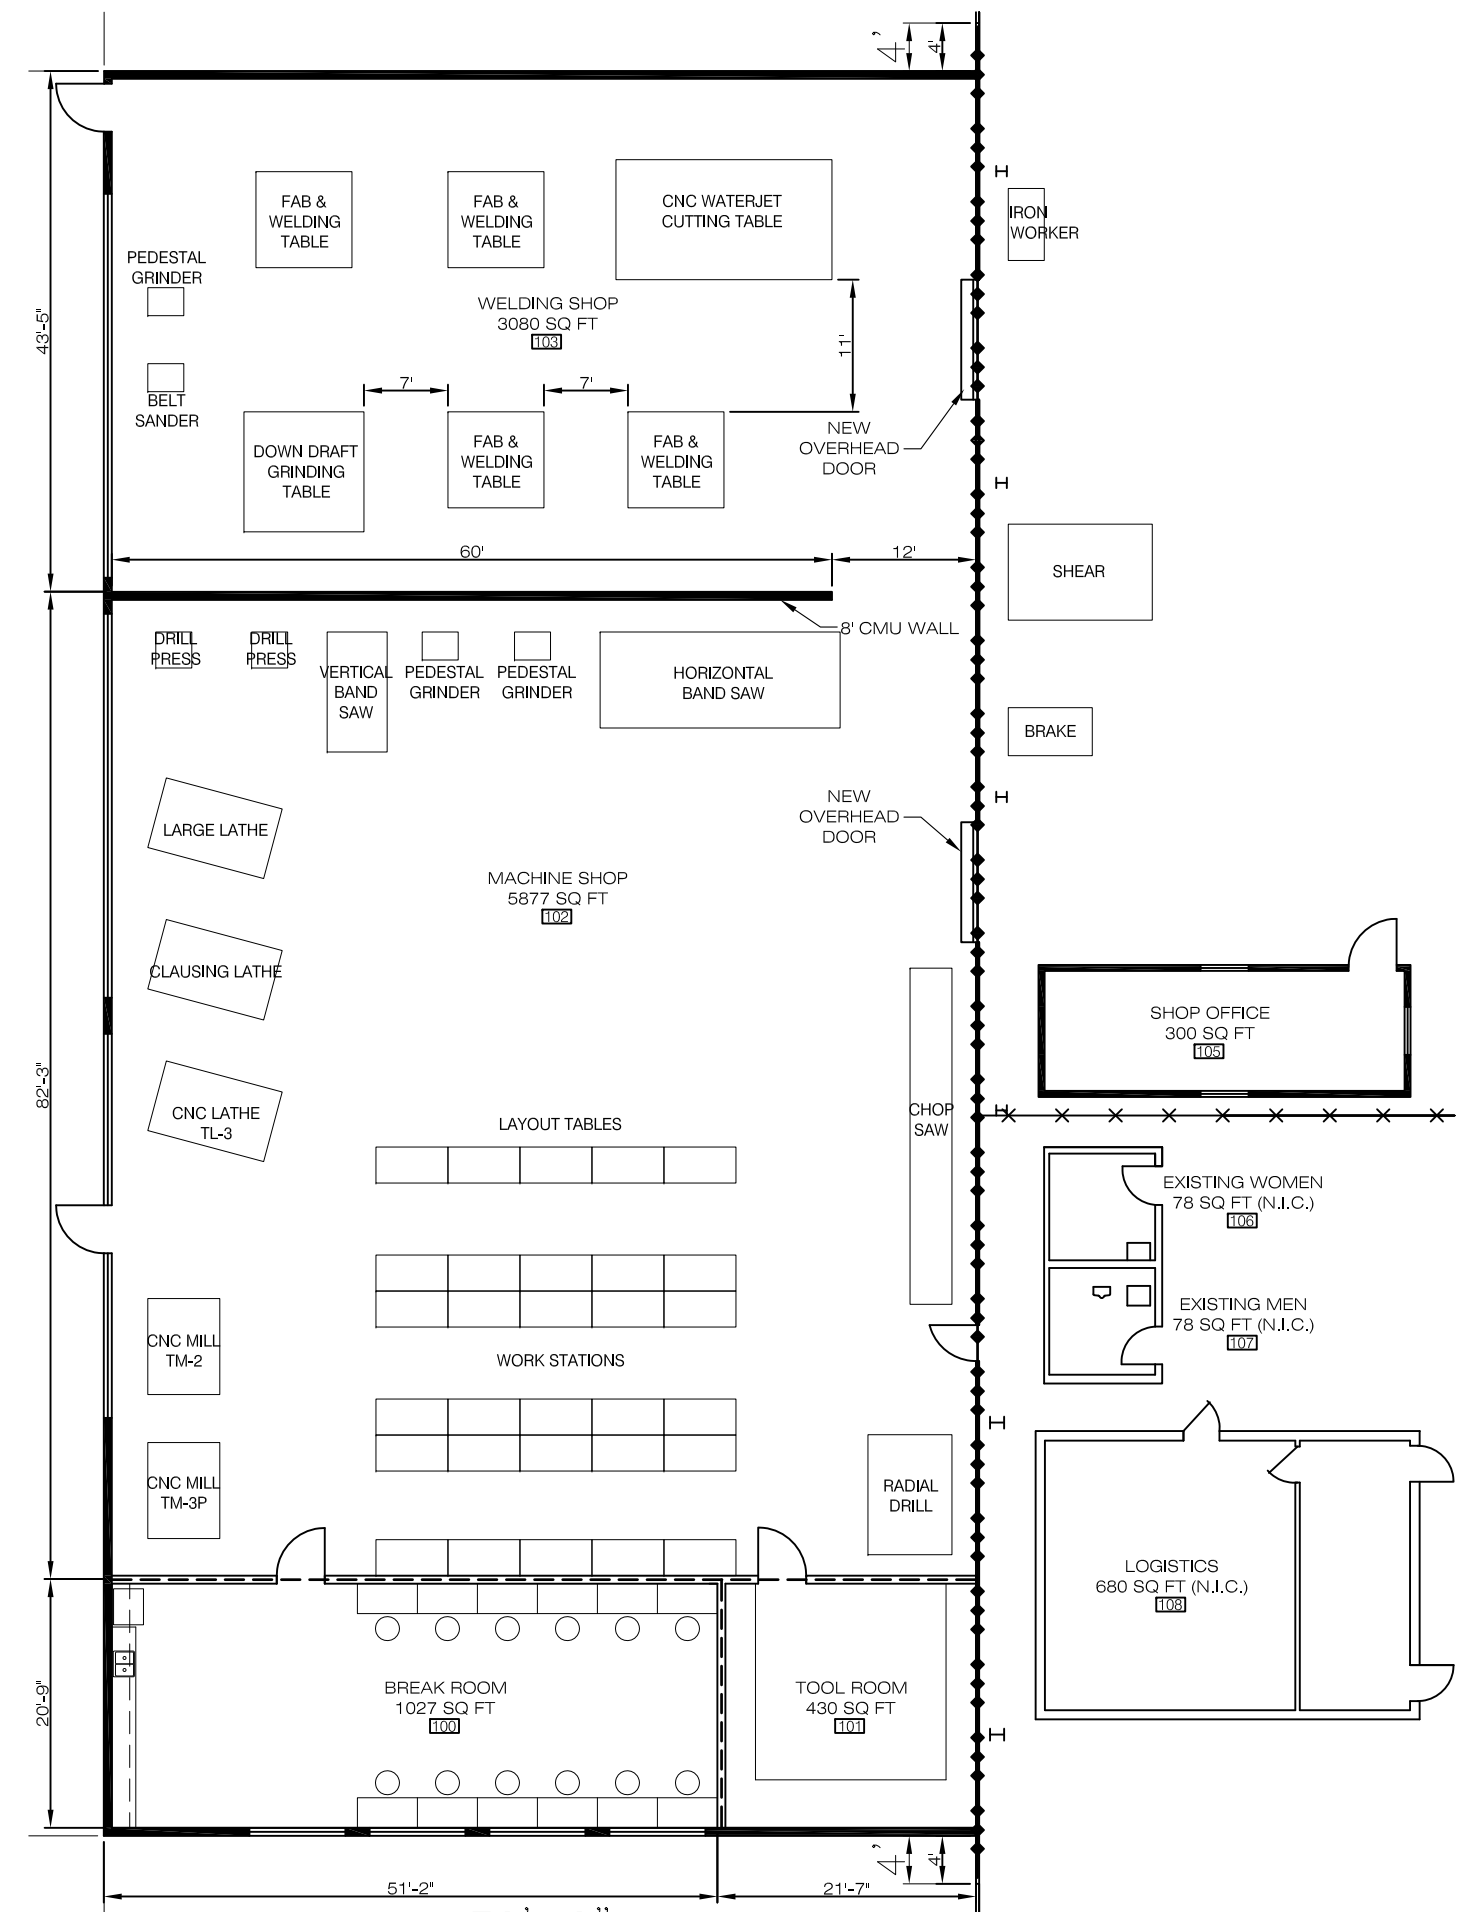 4'
4'
FAB &
WELDING
TABLE
FAB &
WELDING
TABLE
CNC WATERJET
CUTTING TABLE
IRON
WORKER
PEDESTAL
GRINDER
WELDING SHOP
3080 SQ FT
103
43'-5"
11'
7'
7'
BELT
SANDER
NEW
OVERHEAD
DOOR
DOWN DRAFT
GRINDING
TABLE
FAB &
WELDING
TABLE
FAB &
WELDING
TABLE
60'
12'
SHEAR
8' CMU WALL
DRILL
PRESS
DRILL
PRESS
VERTICAL
BAND
SAW
PEDESTAL
GRINDER
PEDESTAL
GRINDER
HORIZONTAL
BAND SAW
BRAKE
NEW
OVERHEAD
DOOR
LARGE LATHE
MACHINE SHOP
5877 SQ FT
102
CLAUSING LATHE
SHOP OFFICE
300 SQ FT
105
82'-3"
CNC LATHE
TL-3
LAYOUT TABLES
CHOP
SAW
EXISTING WOMEN
78 SQ FT (N.I.C.)
106
EXISTING MEN
78 SQ FT (N.I.C.)
107
CNC MILL
TM-2
WORK STATIONS
CNC MILL
TM-3P
RADIAL
DRILL
LOGISTICS
680 SQ FT (N.I.C.)
108
20'-9"
BREAK ROOM
1027 SQ FT
100
TOOL ROOM
430 SQ FT
101
4'
4'
51'-2"
21'-7"